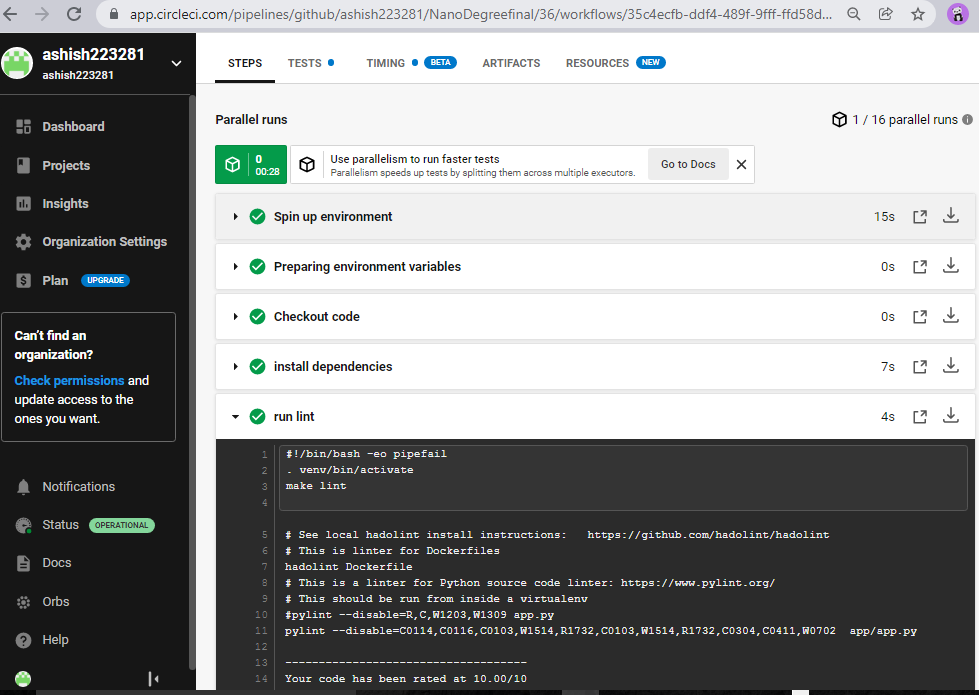 app.circleci.com/pipelines/github/ashish223281/NanoDegreefinal/36/workflows/35c4ecfb-ddf4-489f-9fff-ffd58d...
ashish223281
ashish223281
Dashboard
Projects
Insights
Organization Settings
Plan UPGRADE
Can't find an
organization?
Check permissions and
update access to the
ones you want.
Notifications
Status OPERATIONAL
Docs
Orbs
Help
STEPS TESTS TIMING BETA ARTIFACTS RESOURCES NEW
Parallel runs 1 / 16 parallel runs
0
00:28
Use parallelism to run faster tests
Parallelism speeds up tests by splitting them across multiple executors.
Go to Docs
Spin up environment 15s
Preparing environment variables 0s
Checkout code 0s
install dependencies 7s
run lint 4s
1 #!/bin/bash -eo pipefail
2 . venv/bin/activate
3 make lint
4
5 # See local hadolint install instructions: https://github.com/hadolint/hadolint
6 # This is linter for Dockerfiles
7 hadolint Dockerfile
8 # This is a linter for Python source code linter: https://www.pylint.org/
9 # This should be run from inside a virtualenv
10 #pylint --disable=R,C,W1203,W1309 app.py
11 pylint --disable=C0114,C0116,C0103,W1514,R1732,C0103,W1514,R1732,C0304,C0411,W0702 app/app.py
12
13 ------------------------------------
14 Your code has been rated at 10.00/10